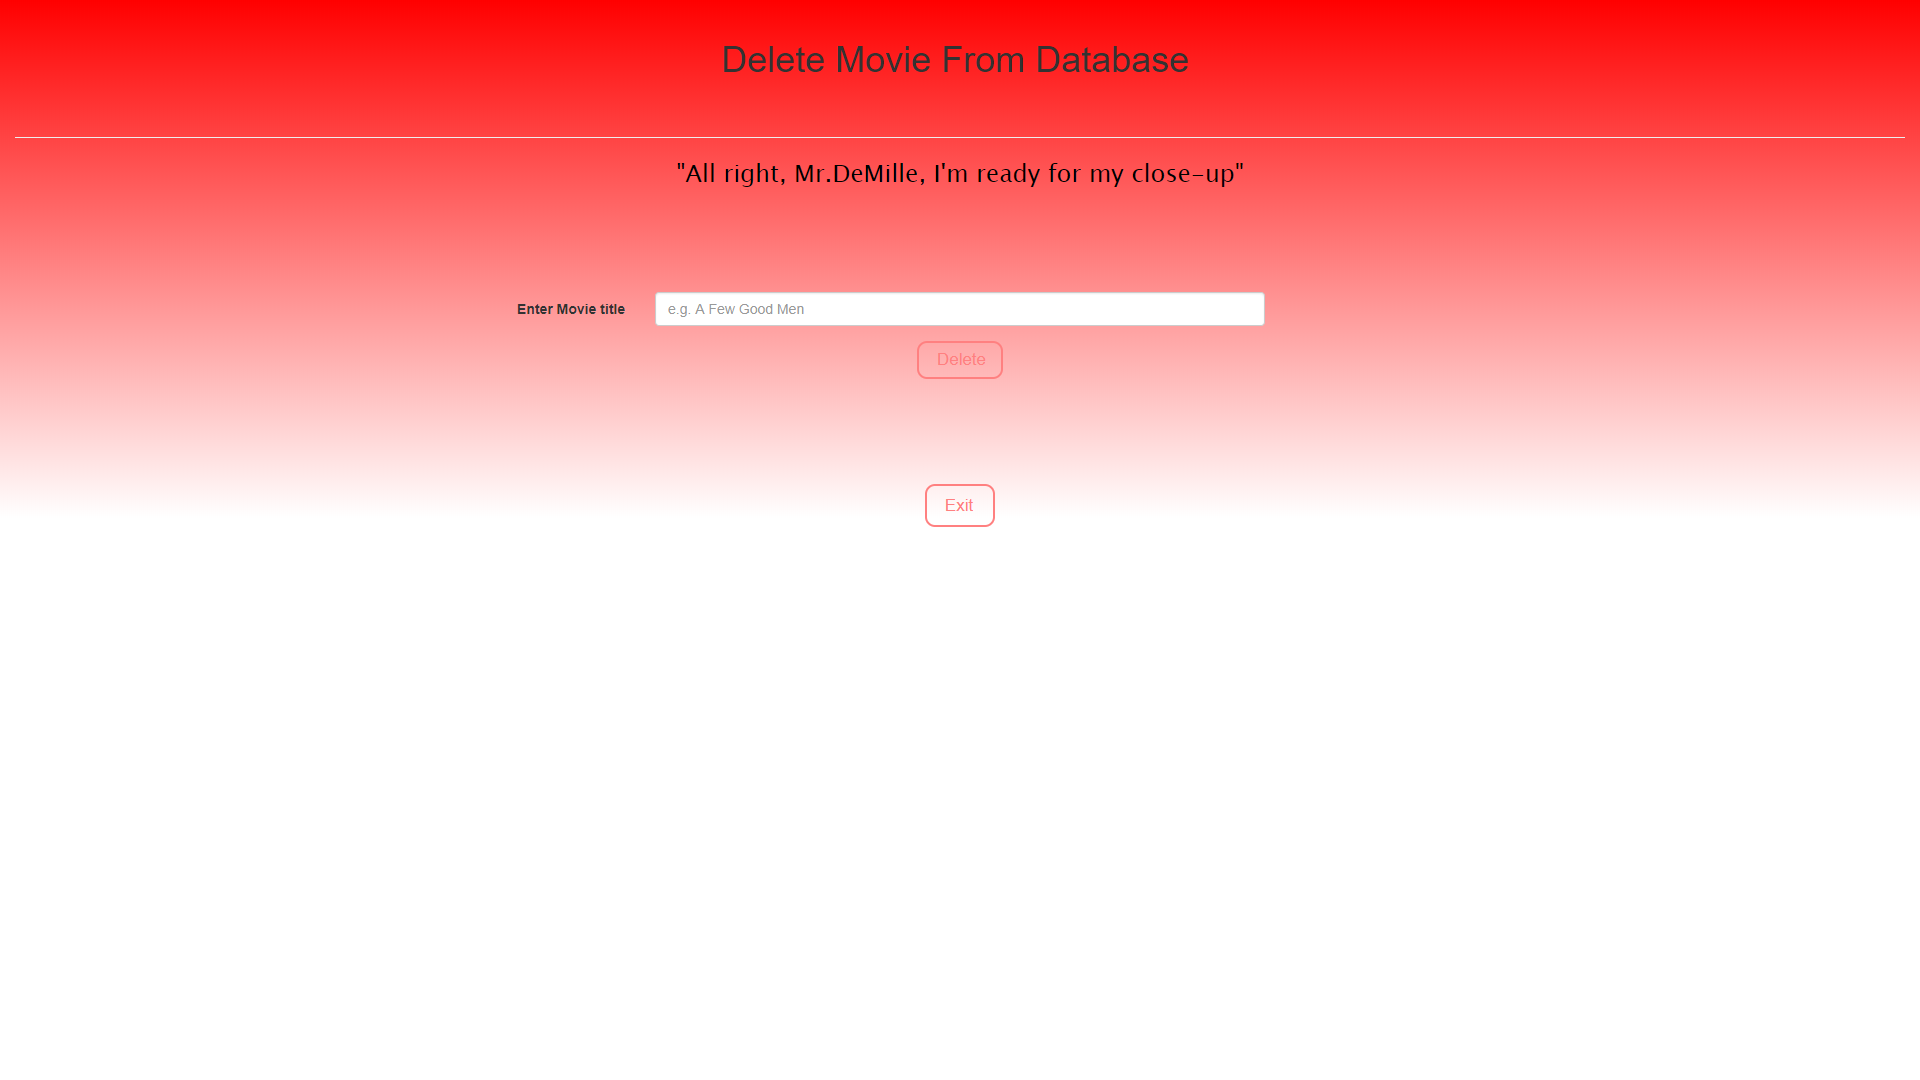 Delete Movie From Database
"All right, Mr.DeMille, I'm ready for my close-up"
Enter Movie title
e.g. A Few Good Men
Delete
Exit